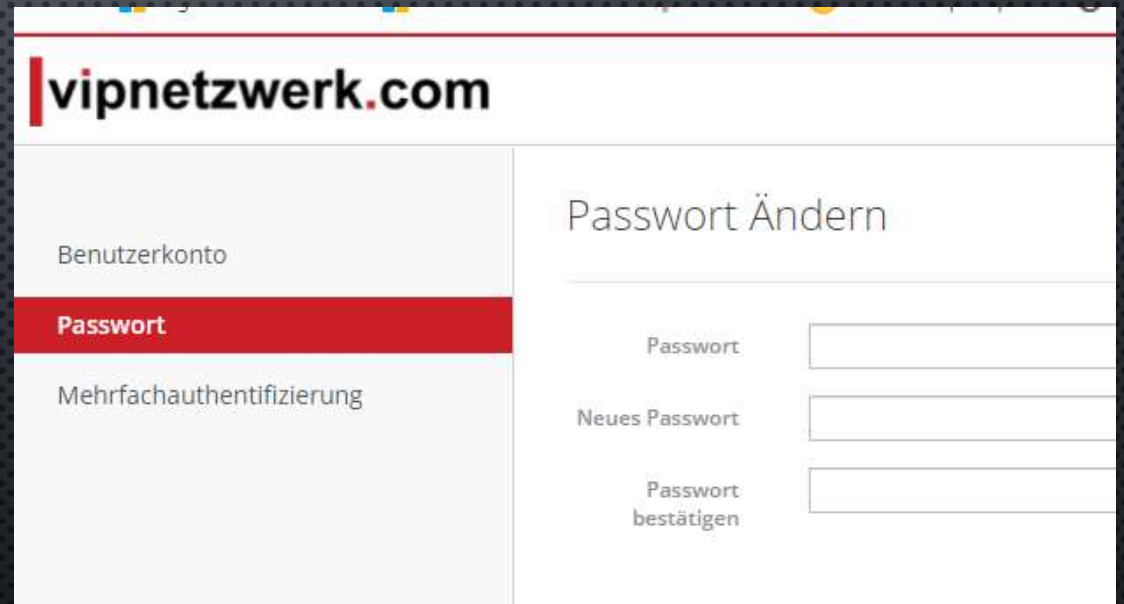 vipnetzwerk.com
Benutzerkonto
Passwort
Mehrfachauthentifizierung
Passwort Ändern
Passwort
Neues Passwort
Passwort
bestätigen